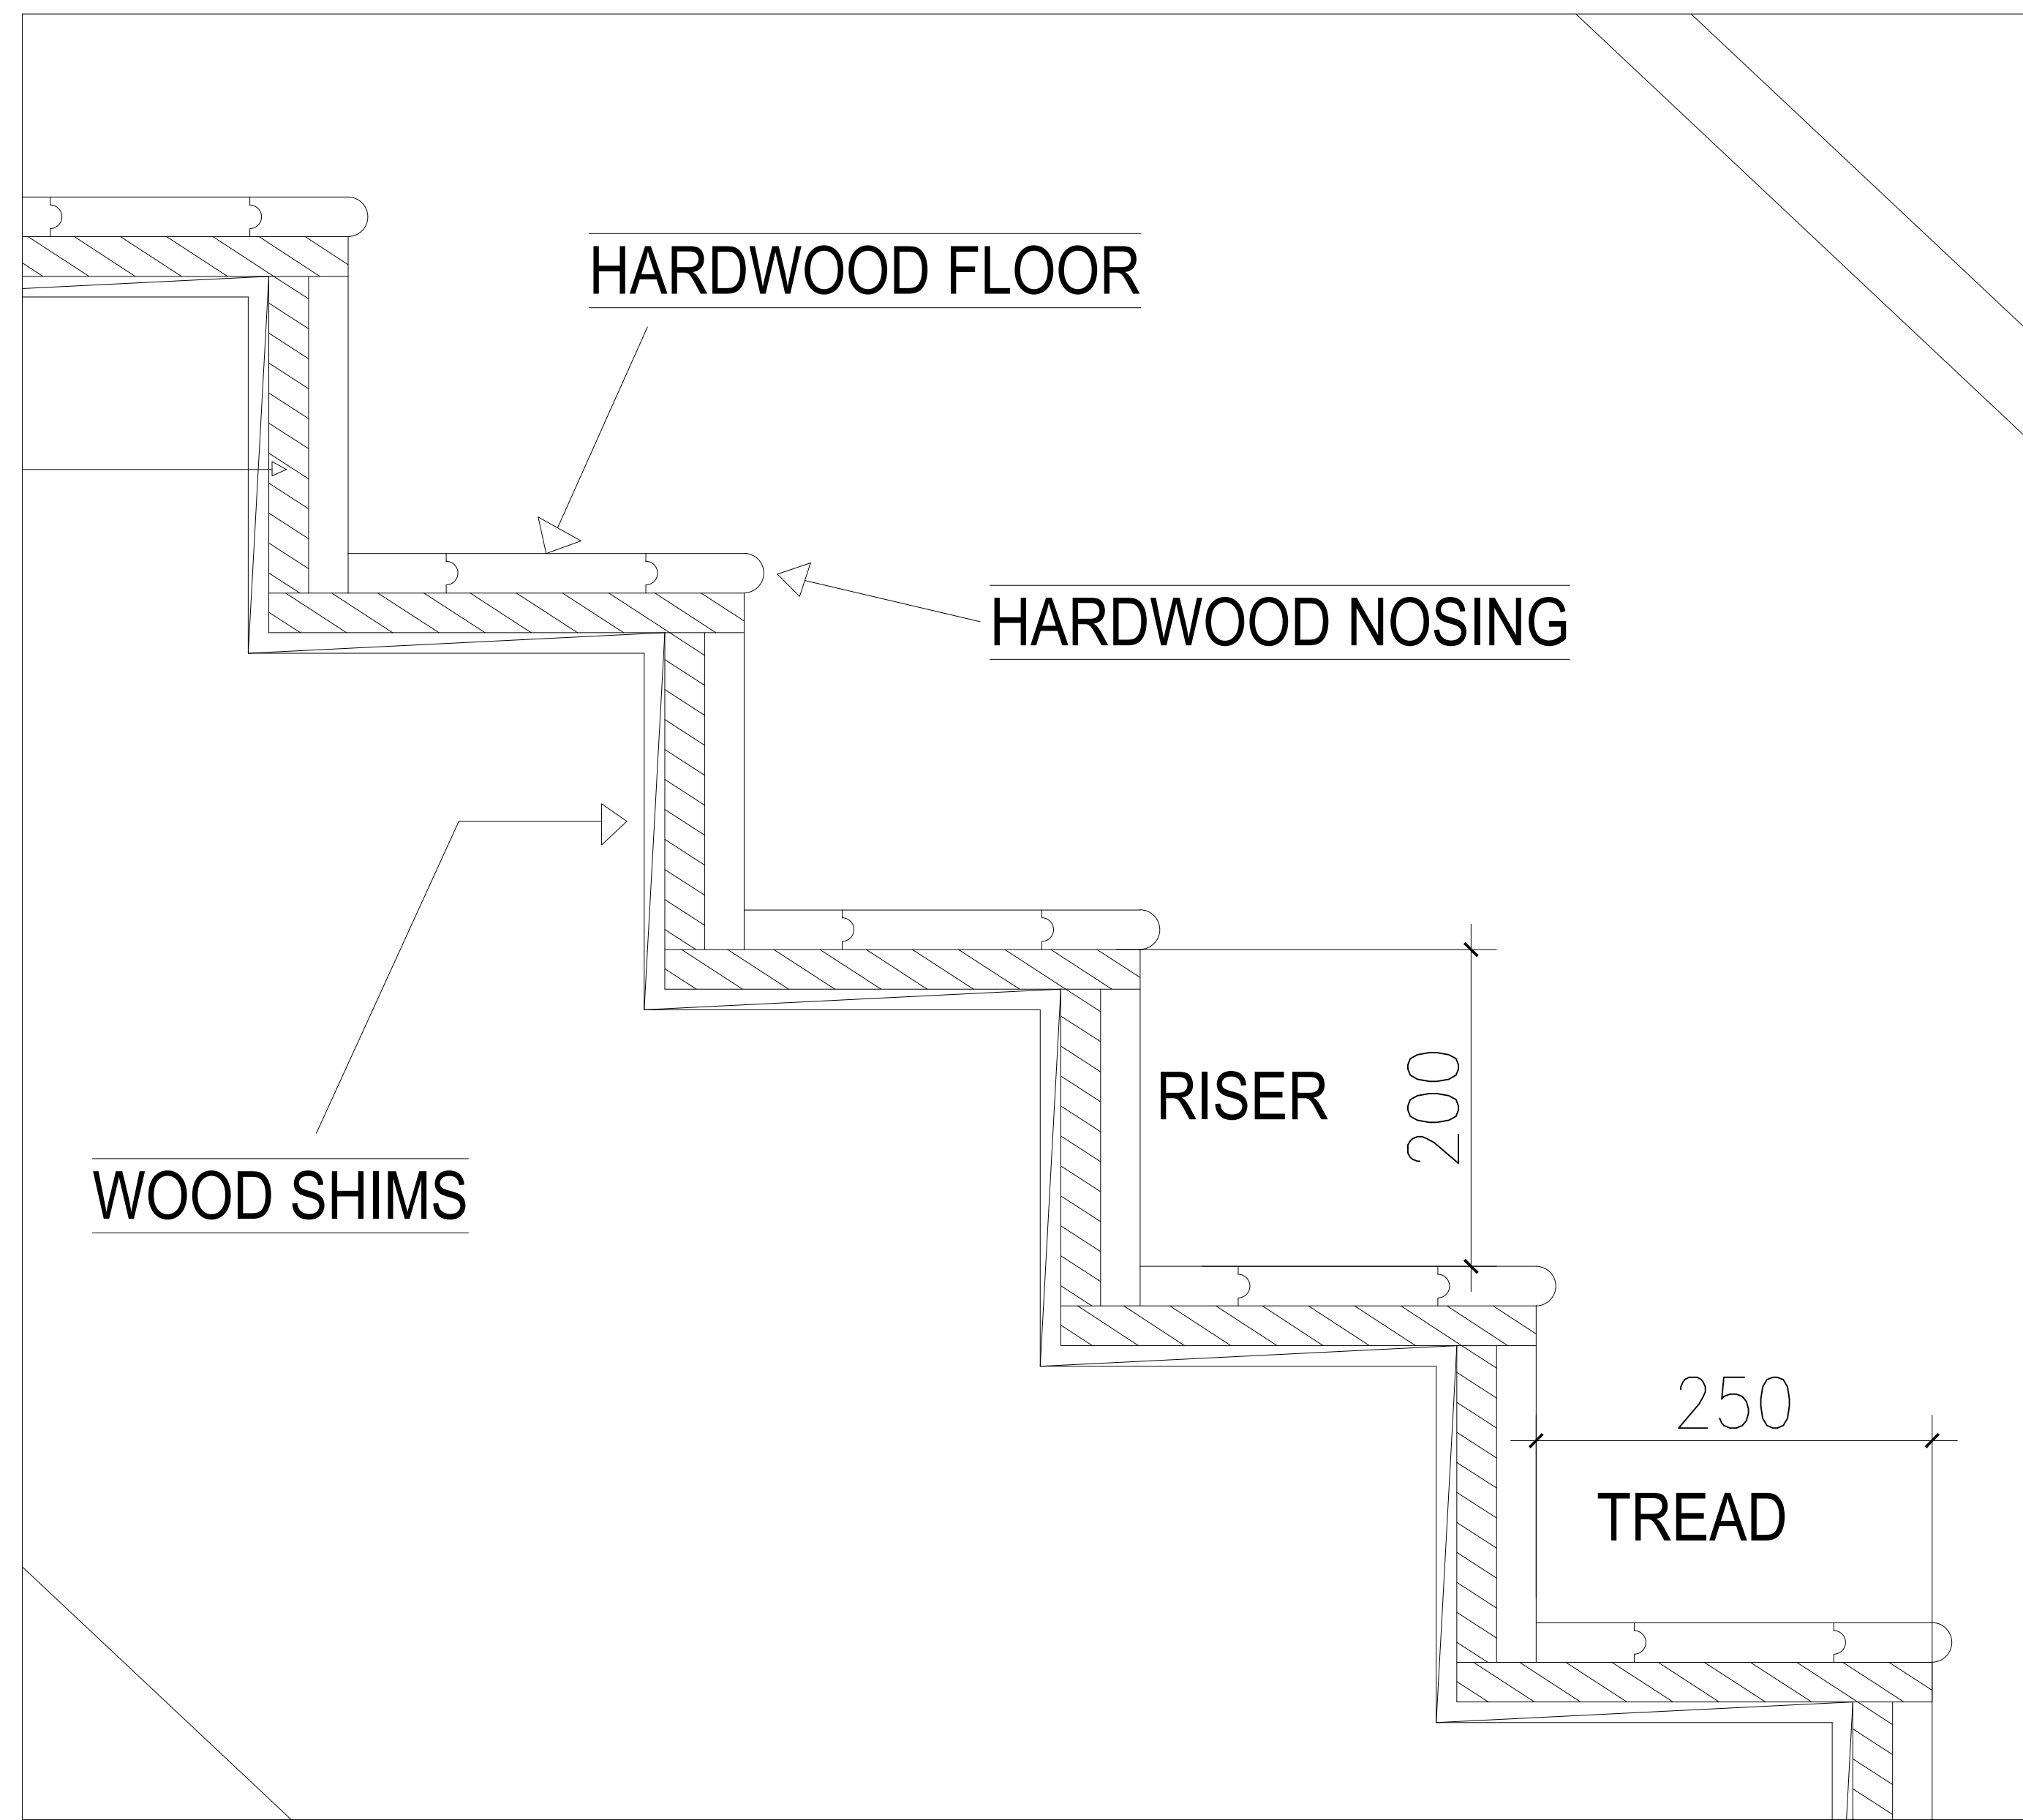 HARDWOOD FLOOR
HARDWOOD NOSING
RISER
200
WOOD SHIMS
250
TREAD